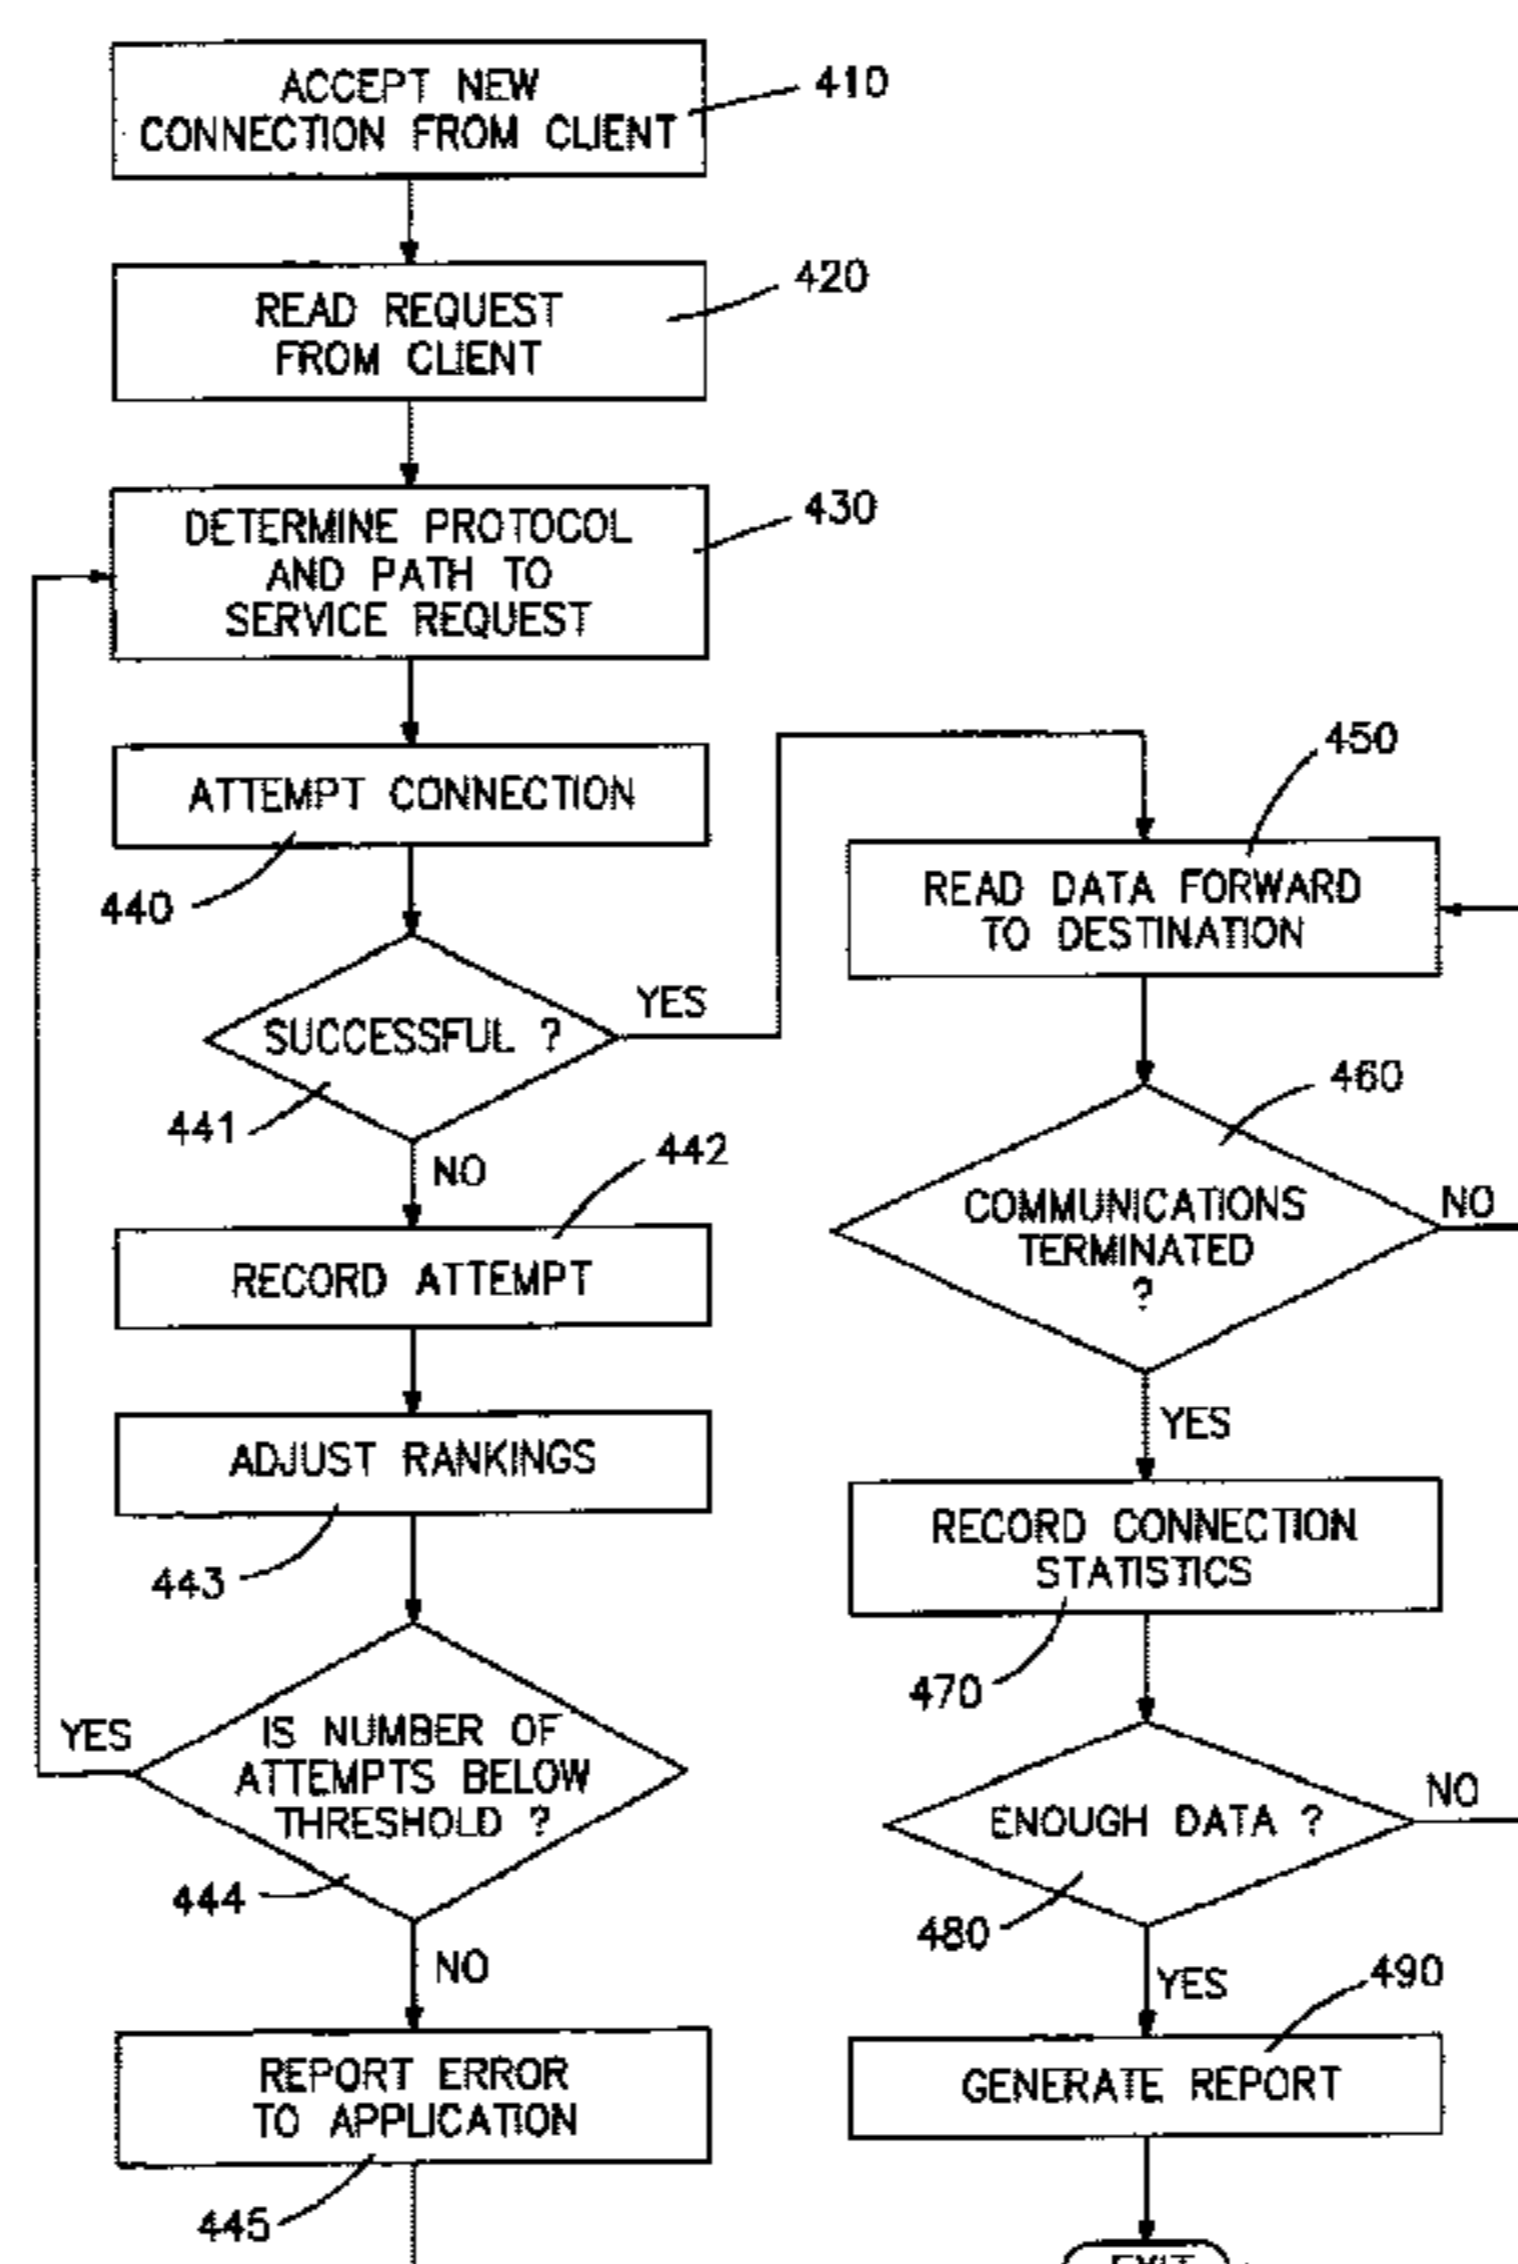 ACCEPT NEW
CONNECTION FROM CLIENT
410
READ REQUEST
FROM CLIENT
420
DETERMINE PROTOCOL
AND PATH TO
SERVICE REQUEST
430
ATTEMPT CONNECTION
440
SUCCESSFUL ?
YES
441
NO
442
RECORD ATTEMPT
ADJUST RANKINGS
443
YES
IS NUMBER OF
ATTEMPTS BELOW
THRESHOLD ?
444
NO
REPORT ERROR
TO APPLICATION
445
450
READ DATA FORWARD
TO DESTINATION
460
COMMUNICATIONS
TERMINATED
?
NO
YES
RECORD CONNECTION
STATISTICS
470
ENOUGH DATA ?
NO
480
YES
490
GENERATE REPORT
EXIT